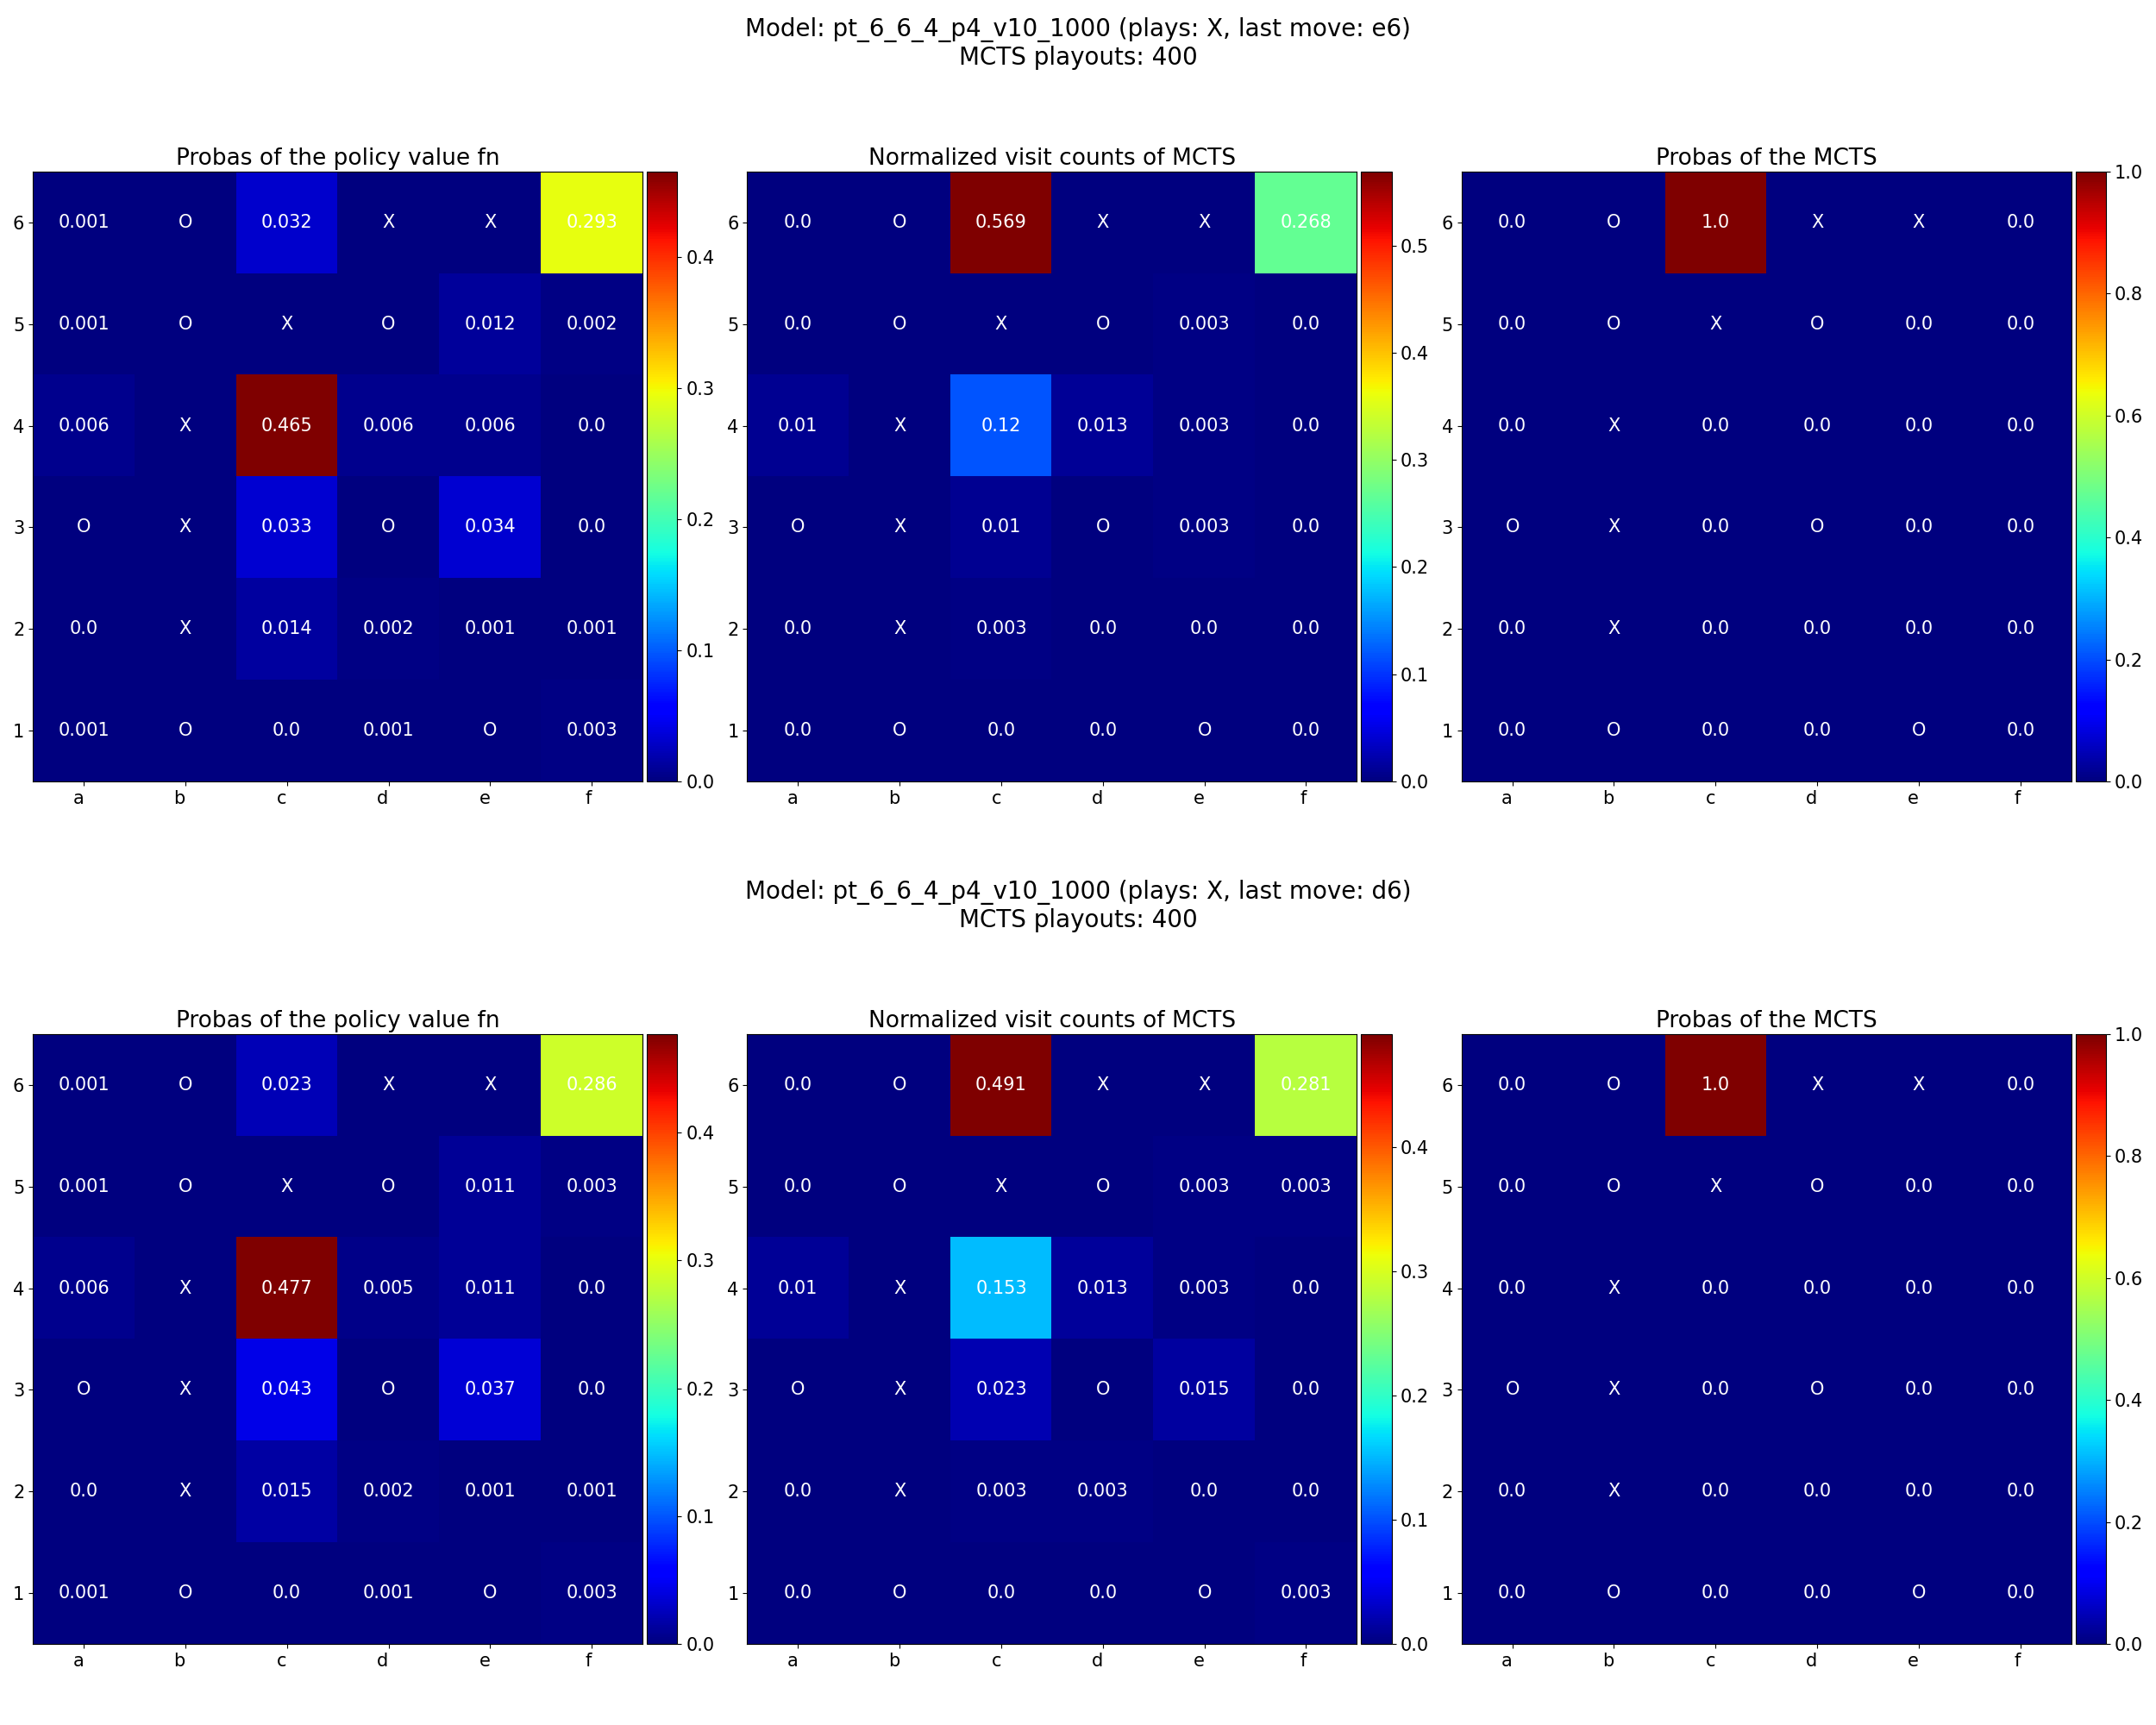 Model: pt_6_6_4_p4_v10_1000 (plays: X, last move: e6)
MCTS playouts: 400
Probas of the policy value fn
6 0.001 O 0.032 X X 0.293
5 0.001 O X O 0.012 0.002
4 0.006 X 0.465 0.006 0.006 0.0
3 O X 0.033 O 0.034 0.0
2 0.0 X 0.014 0.002 0.001 0.001
1 0.001 O 0.0 0.001 O 0.003
a b c d e f
0.4
0.3
0.2
0.1
0.0
Normalized visit counts of MCTS
6 0.0 O 0.569 X X 0.268
5 0.0 O X O 0.003 0.0
4 0.01 X 0.12 0.013 0.003 0.0
3 O X 0.01 O 0.003 0.0
2 0.0 X 0.003 0.0 0.0 0.0
1 0.0 O 0.0 0.0 O 0.0
a b c d e f
0.5
0.4
0.3
0.2
0.1
0.0
Probas of the MCTS
6 0.0 O 1.0 X X 0.0
5 0.0 O X O 0.0 0.0
4 0.0 X 0.0 0.0 0.0 0.0
3 O X 0.0 O 0.0 0.0
2 0.0 X 0.0 0.0 0.0 0.0
1 0.0 O 0.0 0.0 O 0.0
a b c d e f
1.0
0.8
0.6
0.4
0.2
0.0
Model: pt_6_6_4_p4_v10_1000 (plays: X, last move: d6)
MCTS playouts: 400
Probas of the policy value fn
6 0.001 O 0.023 X X 0.286
5 0.001 O X O 0.011 0.003
4 0.006 X 0.477 0.005 0.011 0.0
3 O X 0.043 O 0.037 0.0
2 0.0 X 0.015 0.002 0.001 0.001
1 0.001 O 0.0 0.001 O 0.003
a b c d e f
0.4
0.3
0.2
0.1
0.0
Normalized visit counts of MCTS
6 0.0 O 0.491 X X 0.281
5 0.0 O X O 0.003 0.003
4 0.01 X 0.153 0.013 0.003 0.0
3 O X 0.023 O 0.015 0.0
2 0.0 X 0.003 0.003 0.0 0.0
1 0.0 O 0.0 0.0 O 0.003
a b c d e f
0.4
0.3
0.2
0.1
0.0
Probas of the MCTS
6 0.0 O 1.0 X X 0.0
5 0.0 O X O 0.0 0.0
4 0.0 X 0.0 0.0 0.0 0.0
3 O X 0.0 O 0.0 0.0
2 0.0 X 0.0 0.0 0.0 0.0
1 0.0 O 0.0 0.0 O 0.0
a b c d e f
1.0
0.8
0.6
0.4
0.2
0.0